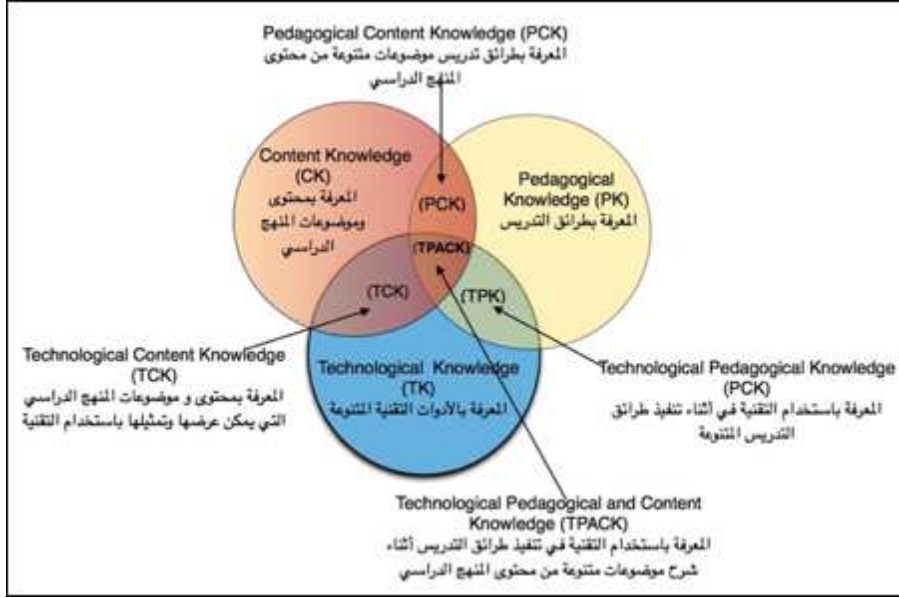 Pedagogical Content Knowledge (PCK)
المعرفة بطرائق تدريس موضوعات متنوعة من محتوى
المنهج الدراسي
Content Knowledge
(CK)
المعرفة بمحتوى
وموضوعات المنهج
الدراسي
Pedagogical
Knowledge (PK)
المعرفة بطرائق التدريس
(PCK)
(TPACK)
(TCK)
(TPK)
Technological Knowledge
(TK)
المعرفة بالأدوات التقنية المتنوعة
Technological Content Knowledge
(TCK)
المعرفة بمحتوى و موضوعات المنهج الدراسي
التي يمكن عرضها وتمثيلها باستخدام التقنية
Technological Pedagogical Knowledge
(PCK)
المعرفة باستخدام التقنية في أثناء تنفيذ طرائق
التدريس المتنوعة
Technological Pedagogical and Content
Knowledge (TPACK)
المعرفة باستخدام التقنية في تنفيذ طرائق التدريس أثناء
شرح موضوعات متنوعة من محتوى المنهج الدراسي